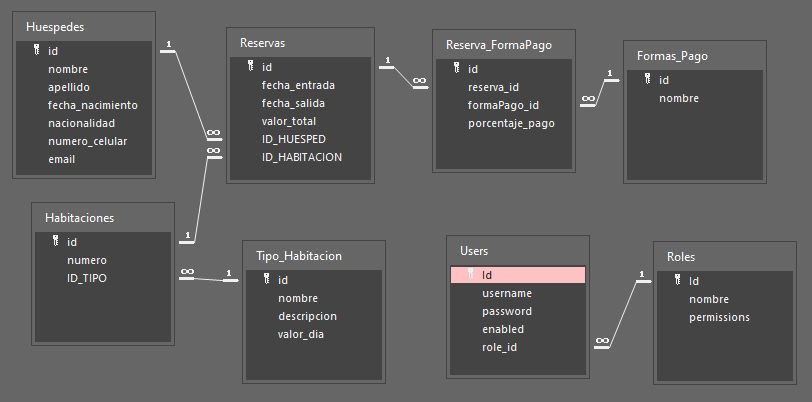 Huespedes
id
nombre
apellido
fecha_nacimiento
nacionalidad
numero_celular
email
Reservas
id
fecha_entrada
fecha_salida
valor_total
ID_HUESPED
ID_HABITACION
Reserva_FormaPago
id
reserva_id
formaPago_id
porcentaje_pago
Formas_Pago
id
nombre
Habitaciones
id
numero
ID_TIPO
Tipo_Habitacion
id
nombre
descripcion
valor_dia
Users
Id
username
password
enabled
role_id
Roles
Id
nombre
permissions
1
∞
1
∞
1
∞
1
∞
∞
1
1
∞